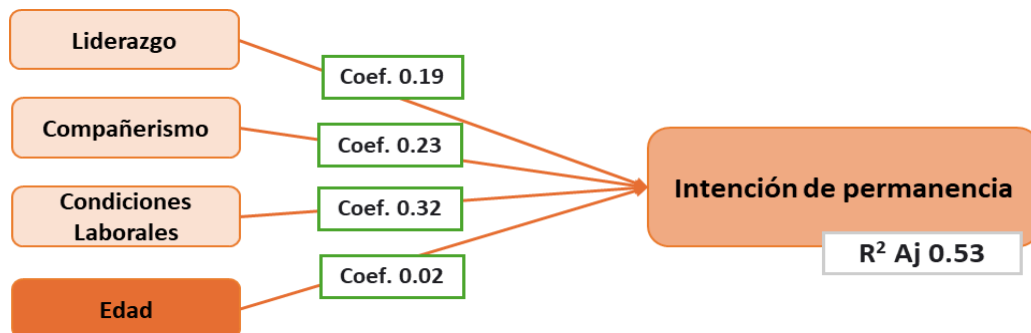 Liderazgo
Coef. 0.19
Compañerismo
Coef. 0.23
Condiciones
Laborales
Coef. 0.32
Edad
Coef. 0.02
Intención de permanencia
R² Aj 0.53